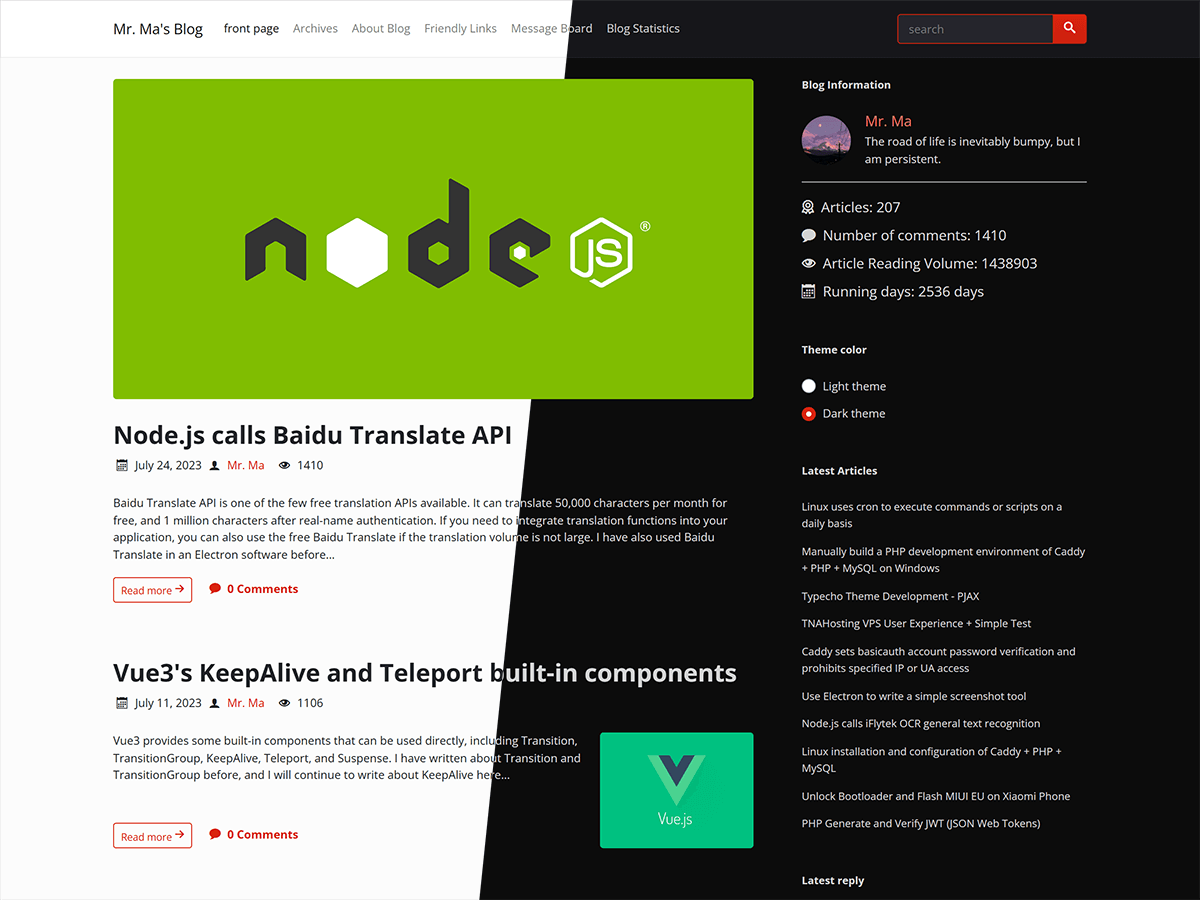 Mr. Ma's Blog front page Archives About Blog Friendly Links Message Board Blog Statistics search
node JS ®
Node.js calls Baidu Translate API
July 24, 2023 Mr. Ma 1410
Baidu Translate API is one of the few free translation APIs available. It can translate 50,000 characters per month for
free, and 1 million characters after real-name authentication. If you need to integrate translation functions into your
application, you can also use the free Baidu Translate if the translation volume is not large. I have also used Baidu
Translate in an Electron software before...
Read more → 0 Comments
Vue3's KeepAlive and Teleport built-in components
July 11, 2023 Mr. Ma 1106
Vue3 provides some built-in components that can be used directly, including Transition,
TransitionGroup, KeepAlive, Teleport, and Suspense. I have written about Transition and
TransitionGroup before, and I will continue to write about KeepAlive here...
Vue.js
Read more → 0 Comments
Blog Information
Mr. Ma
The road of life is inevitably bumpy, but I
am persistent.
Articles: 207
Number of comments: 1410
Article Reading Volume: 1438903
Running days: 2536 days
Theme color
Light theme
Dark theme
Latest Articles
Linux uses cron to execute commands or scripts on a
daily basis
Manually build a PHP development environment of Caddy
+ PHP + MySQL on Windows
Typecho Theme Development - PJAX
TNAHosting VPS User Experience + Simple Test
Caddy sets basicauth account password verification and
prohibits specified IP or UA access
Use Electron to write a simple screenshot tool
Node.js calls iFlytek OCR general text recognition
Linux installation and configuration of Caddy + PHP +
MySQL
Unlock Bootloader and Flash MIUI EU on Xiaomi Phone
PHP Generate and Verify JWT (JSON Web Tokens)
Latest reply